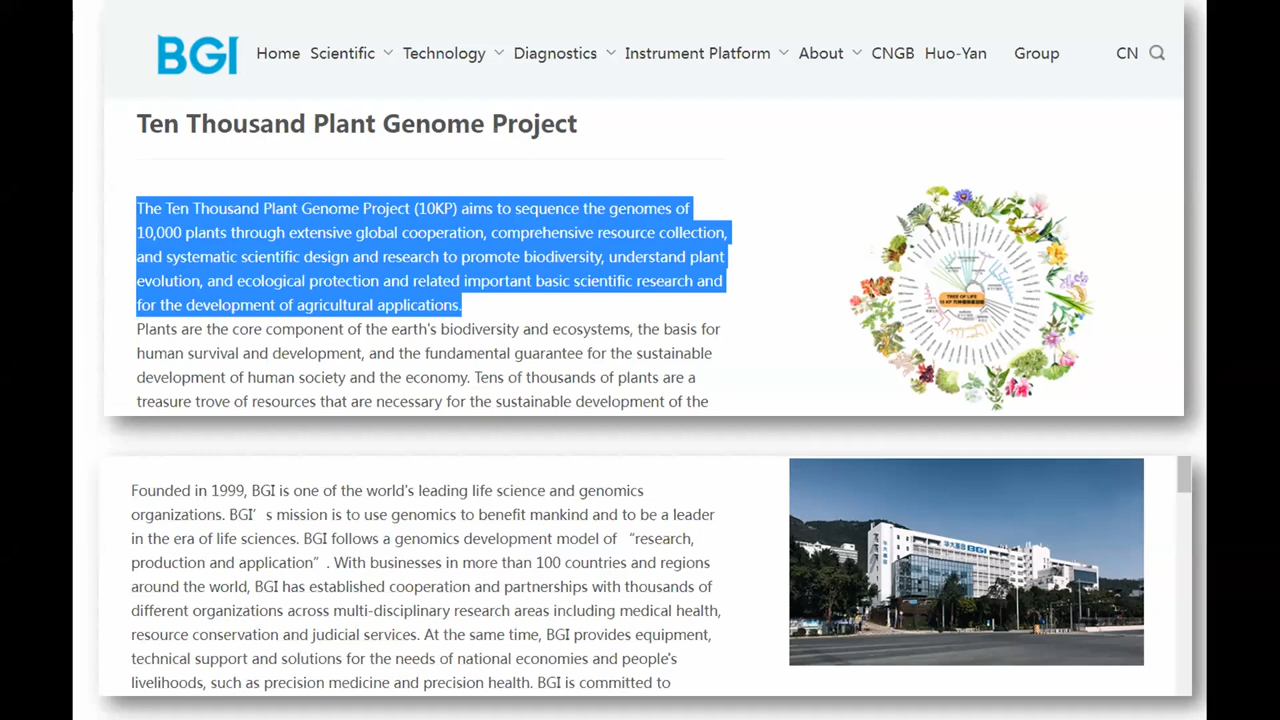 BGI
Home Scientific Technology Diagnostics Instrument Platform About CNGB Huo-Yan Group CN
Ten Thousand Plant Genome Project
The Ten Thousand Plant Genome Project (10KP) aims to sequence the genomes of
10,000 plants through extensive global cooperation, comprehensive resource collection,
and systematic scientific design and research to promote biodiversity, understand plant
evolution, and ecological protection and related important basic scientific research and
for the development of agricultural applications.
Plants are the core component of the earth's biodiversity and ecosystems, the basis for
human survival and development, and the fundamental guarantee for the sustainable
development of human society and the economy. Tens of thousands of plants are a
treasure trove of resources that are necessary for the sustainable development of the
TREE OF LIFE
Founded in 1999, BGI is one of the world's leading life science and genomics
organizations. BGI’s mission is to use genomics to benefit mankind and to be a leader
in the era of life sciences. BGI follows a genomics development model of “research,
production and application”. With businesses in more than 100 countries and regions
around the world, BGI has established cooperation and partnerships with thousands of
different organizations across multi-disciplinary research areas including medical health,
resource conservation and judicial services. At the same time, BGI provides equipment,
technical support and solutions for the needs of national economies and people's
livelihoods, such as precision medicine and precision health. BGI is committed to
华大基因 BGI